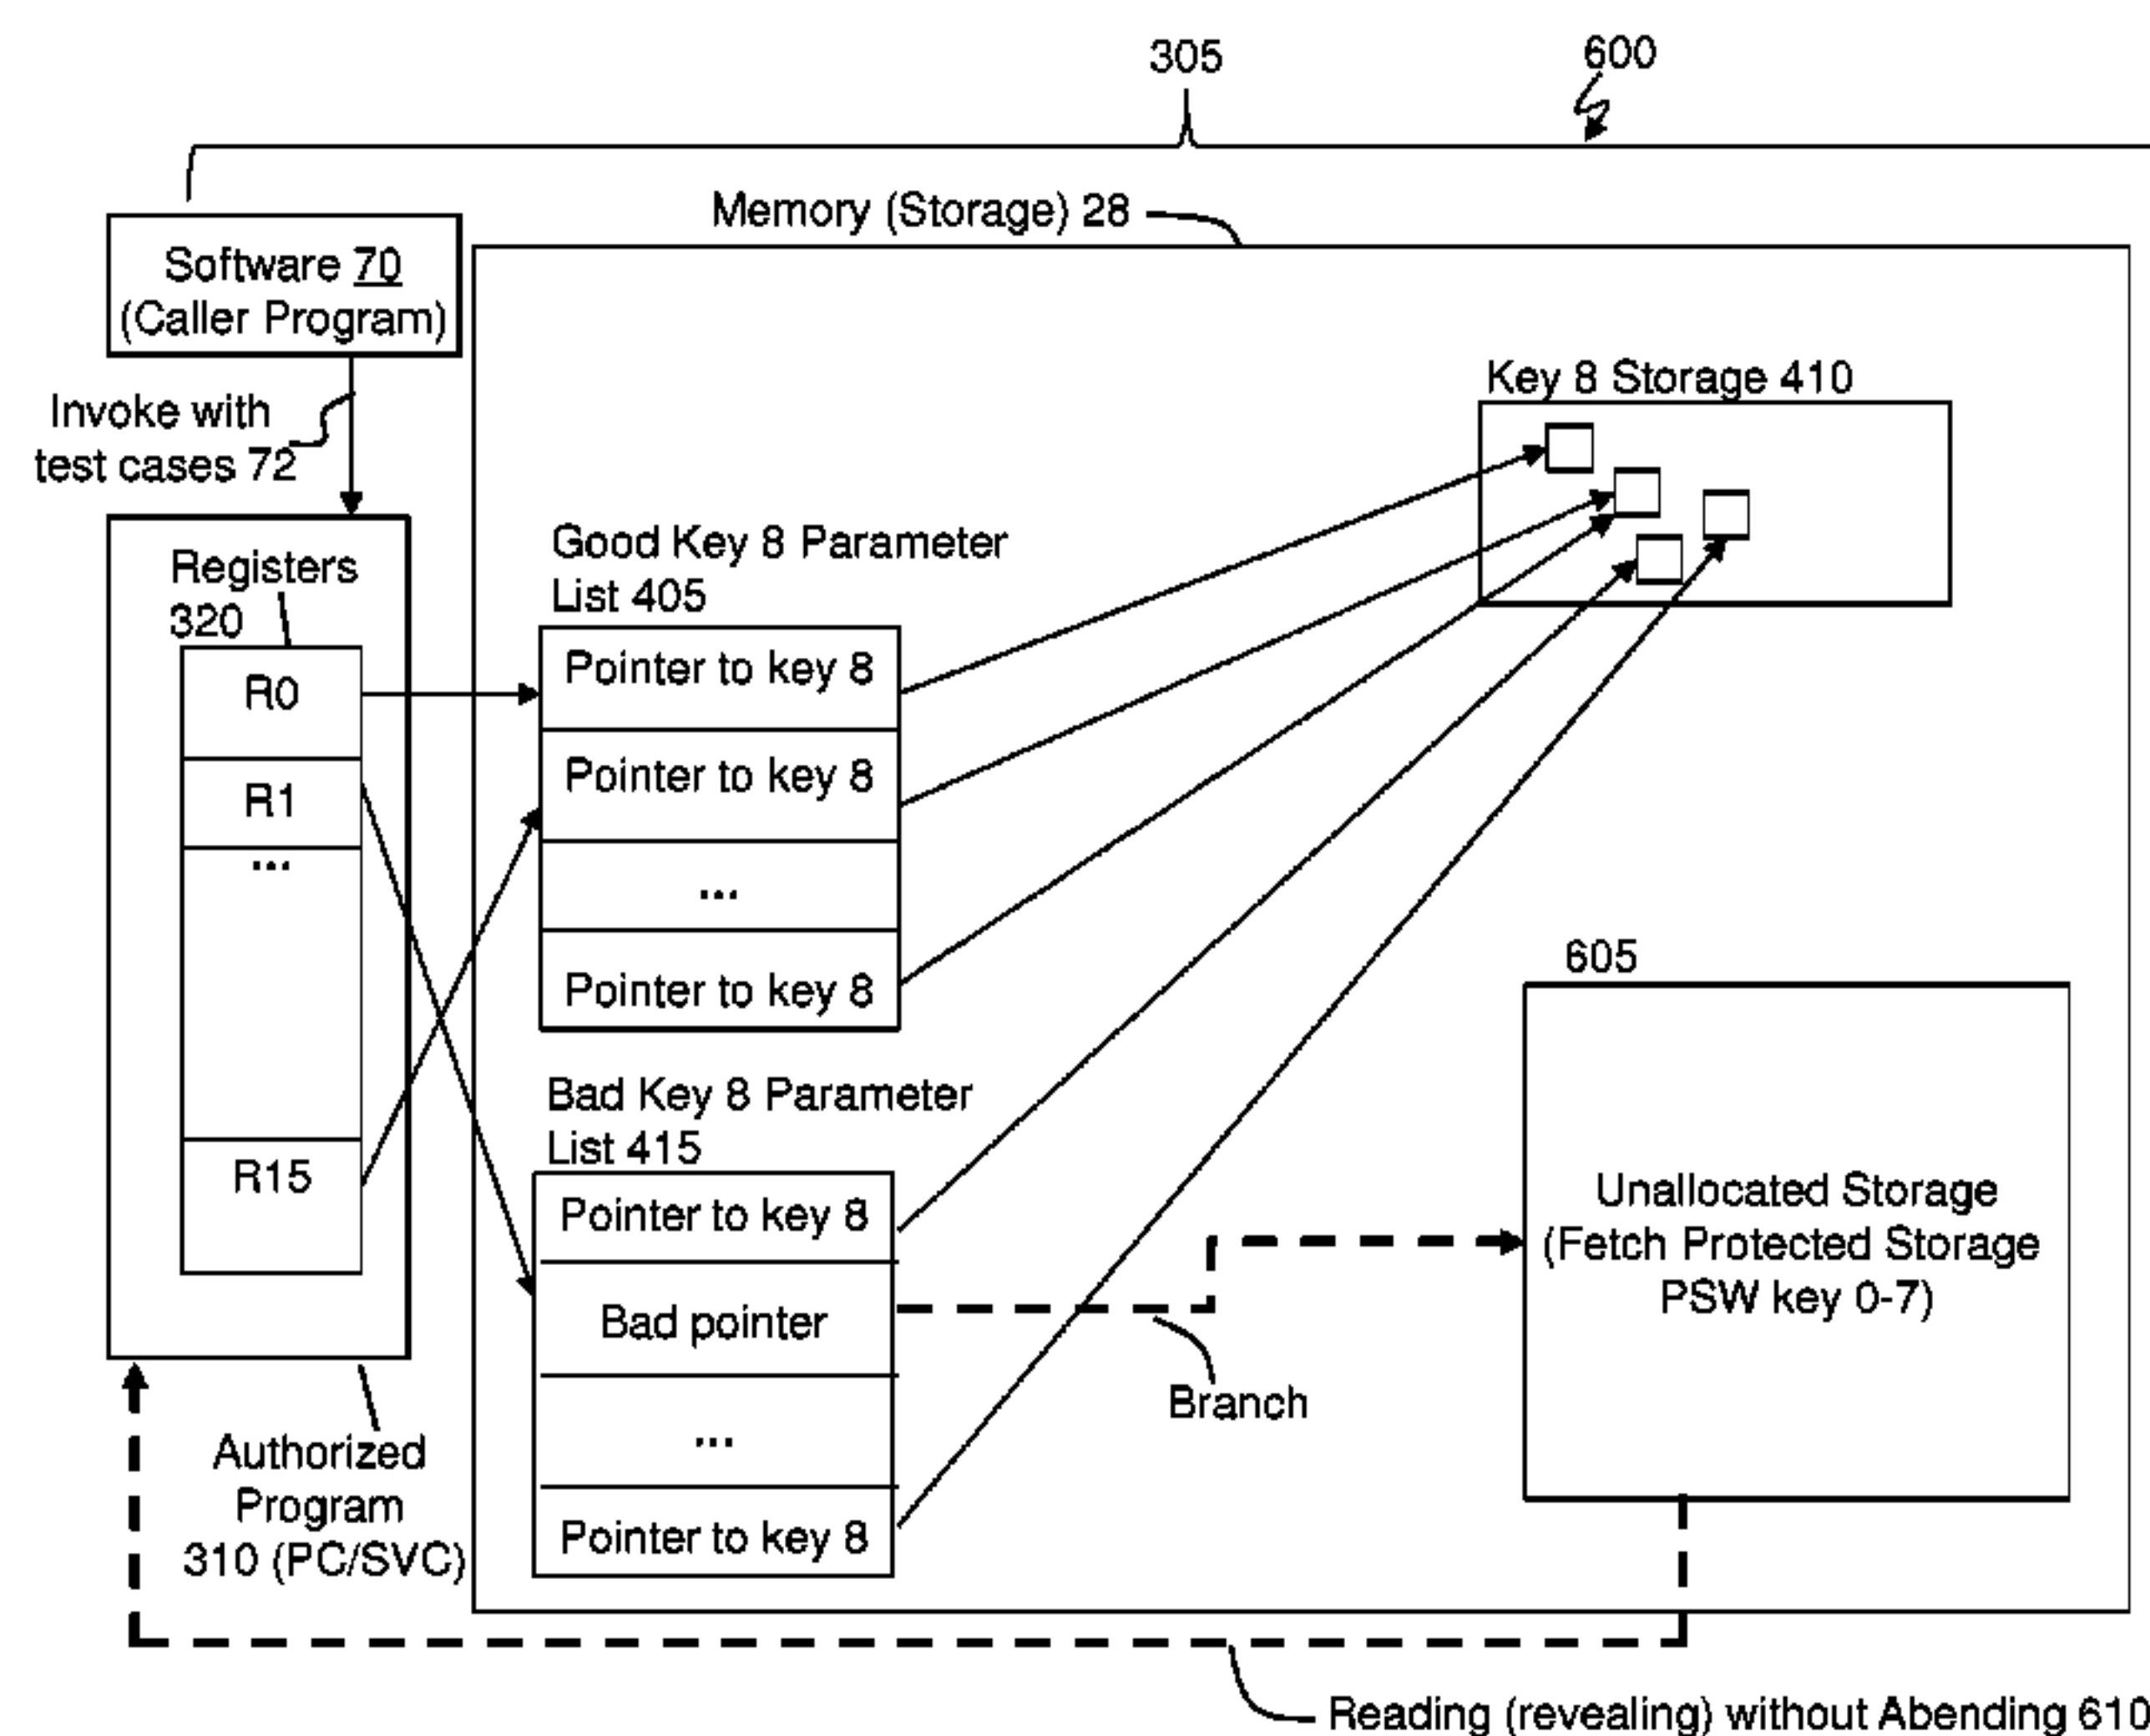 305
600
Memory (Storage) 28
Software 70
(Caller Program)
Invoke with
test cases 72
Key 8 Storage 410
Registers
320
R0
R1
...
R15
Good Key 8 Parameter
List 405
Pointer to key 8
Pointer to key 8
...
Pointer to key 8
Bad Key 8 Parameter
List 415
Pointer to key 8
Bad pointer
...
Pointer to key 8
605
Unallocated Storage
(Fetch Protected Storage
PSW key 0-7)
Branch
Authorized
Program
310 (PC/SVC)
Reading (revealing) without Abending 610